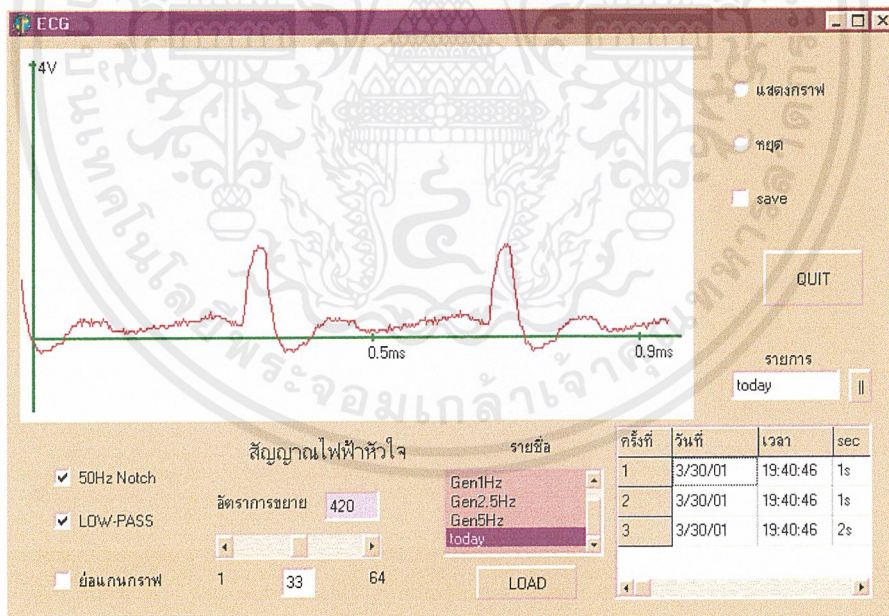 ECG
4V
0.5ms
0.9ms
แสดงกราฟ
หยุด
save
QUIT
รายการ
today
||
สัญญาณไฟฟ้าหัวใจ
50Hz Notch
LOW-PASS
ย่อแกนกราฟ
อัตราการขยาย 420
1 33 64
รายชื่อ
Gen1Hz
Gen2.5Hz
Gen5Hz
today
LOAD
ครั้งที่ วันที่ เวลา sec
1 3/30/01 19:40:46 1s
2 3/30/01 19:40:46 1s
3 3/30/01 19:40:46 2s